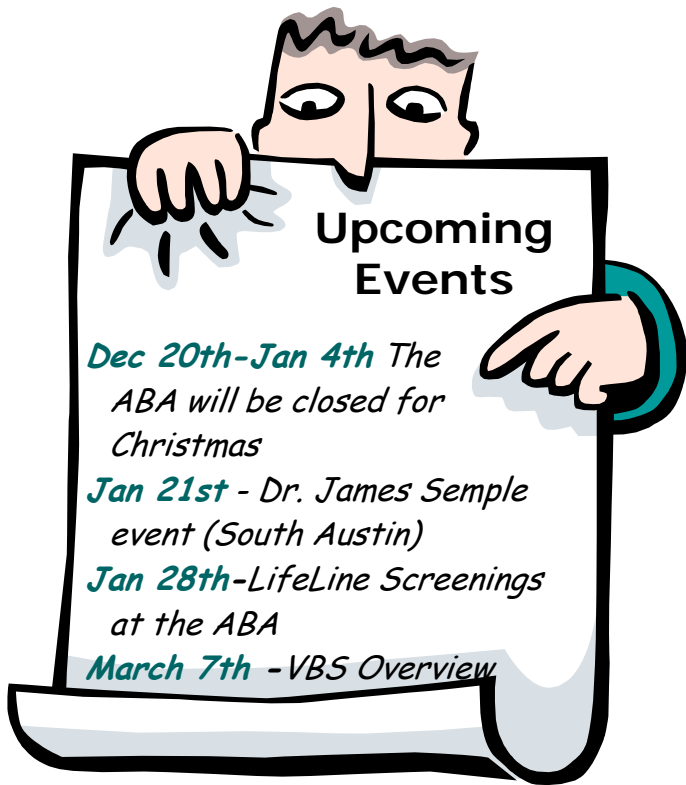 Upcoming
Events
Dec 20th-Jan 4th The
ABA will be closed for
Christmas
Jan 21st - Dr. James Semple
event (South Austin)
Jan 28th-LifeLine Screenings
at the ABA
March 7th -VBS Overview